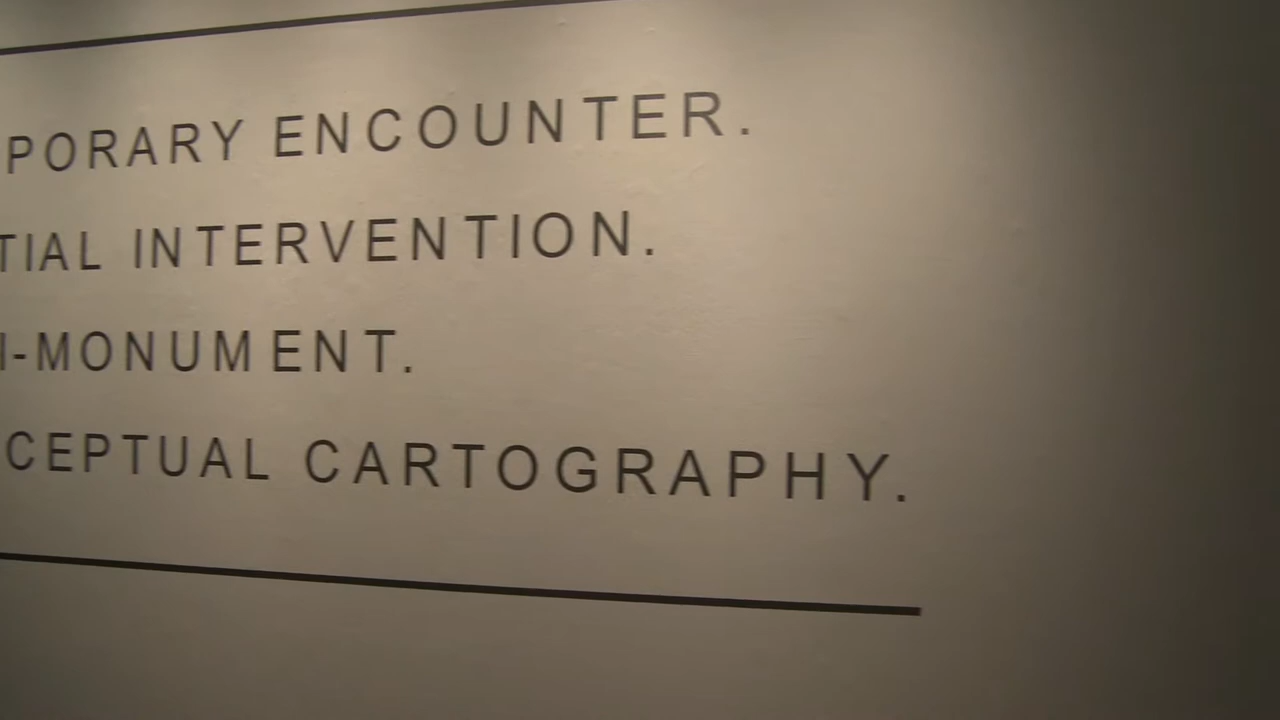 PORARY ENCOUNTER.
TIAL INTERVENTION.
I-MONUMENT.
CEPTUAL CARTOGRAPHY.